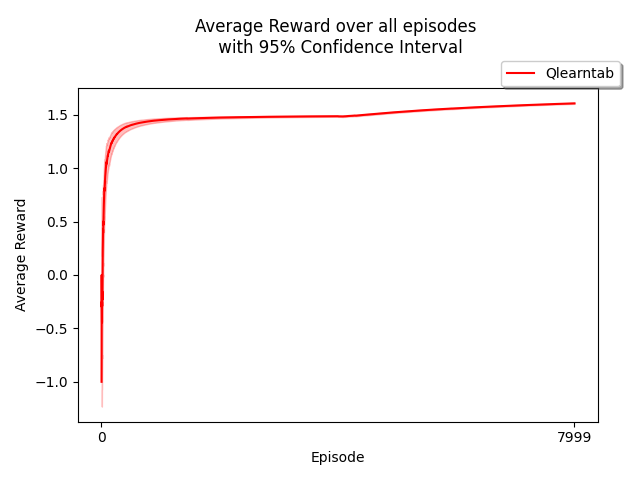 Average Reward over all episodes
with 95% Confidence Interval
Qlearntab
1.5
1.0
0.5
0.0
−0.5
−1.0
Average Reward
0
7999
Episode